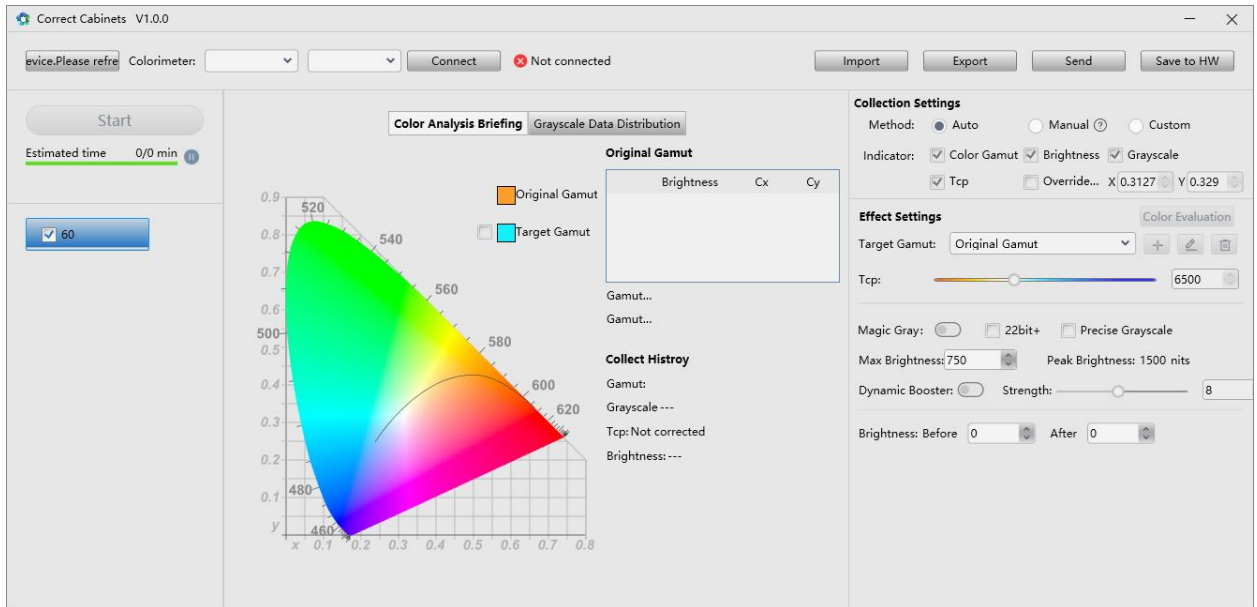 Correct Cabinets V1.0.0
evice.Please refre Colorimeter: Connect Not connected Import Export Send Save to HW
Start
Estimated time 0/0 min
60
Color Analysis Briefing Grayscale Data Distribution
Original Gamut
Target Gamut
0.9
0.8
0.7
0.6
0.5
0.4
0.3
0.2
0.1
y
x 0.1 0.2 0.3 0.4 0.5 0.6 0.7 0.8
520
540
560
500
580
600
620
480
460
Original Gamut
Brightness Cx Cy
Gamut...
Gamut...
Collect Histroy
Gamut:
Grayscale ---
Tcp: Not corrected
Brightness: ---
Collection Settings
Method: Auto Manual ? Custom
Indicator: Color Gamut Brightness Grayscale
Tcp Override... X 0.3127 Y 0.329
Effect Settings Color Evaluation
Target Gamut: Original Gamut
Tcp: 6500
Magic Gray: 22bit+ Precise Grayscale
Max Brightness: 750 Peak Brightness: 1500 nits
Dynamic Booster: Strength: 8
Brightness: Before 0 After 0